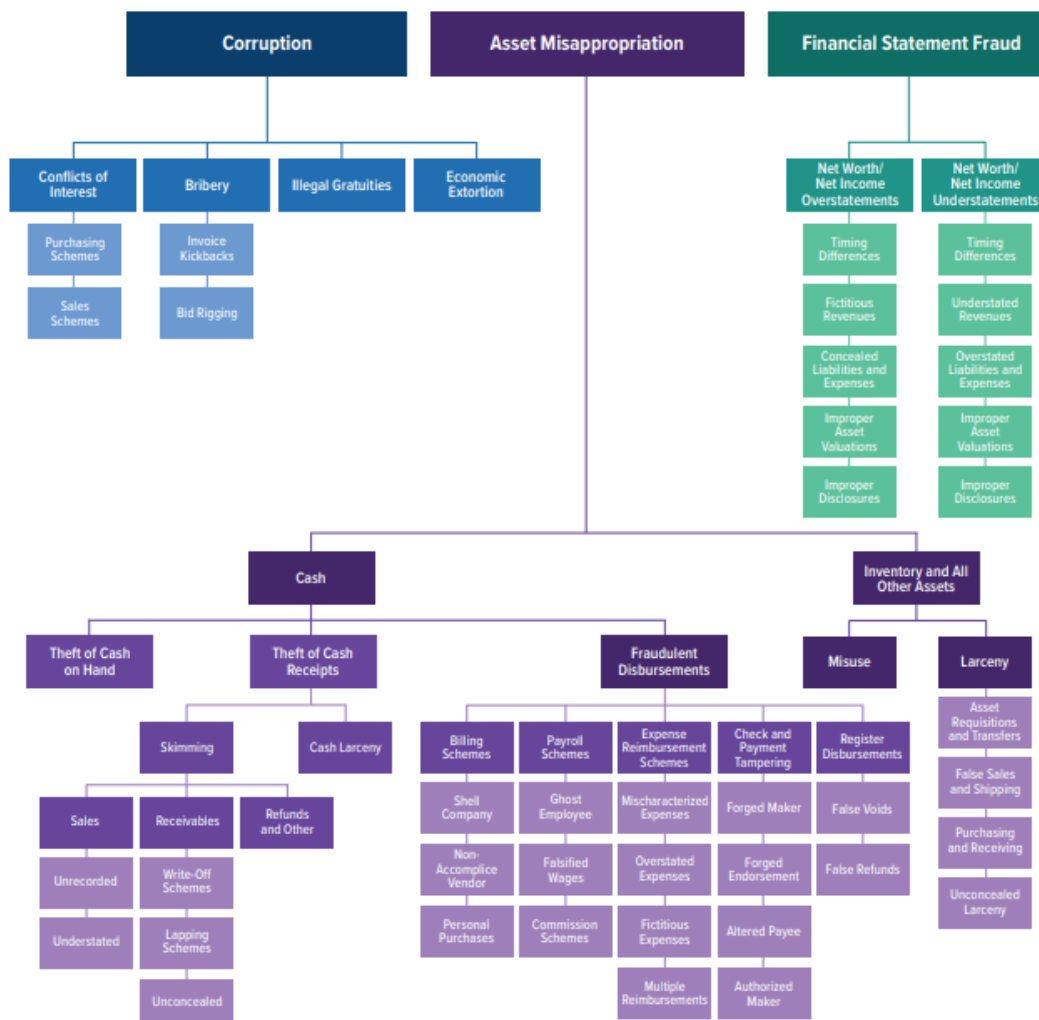 Corruption
Asset Misappropriation
Financial Statement Fraud
Conflicts of
Interest
Bribery
Illegal Gratuities
Economic
Extortion
Net Worth/
Net Income
Overstatements
Net Worth/
Net Income
Understatements
Purchasing
Schemes
Sales
Schemes
Invoice
Kickbacks
Bid Rigging
Timing
Differences
Fictitious
Revenues
Concealed
Liabilities and
Expenses
Improper
Asset
Valuations
Improper
Disclosures
Timing
Differences
Understated
Revenues
Overstated
Liabilities and
Expenses
Improper
Asset
Valuations
Improper
Disclosures
Cash
Inventory and All
Other Assets
Theft of Cash
on Hand
Theft of Cash
Receipts
Fraudulent
Disbursements
Misuse
Larceny
Skimming
Cash Larceny
Sales
Receivables
Refunds
and Other
Unrecorded
Understated
Write-Off
Schemes
Lapping
Schemes
Unconcealed
Billing
Schemes
Shell
Company
Non-
Accomplice
Vendor
Personal
Purchases
Payroll
Schemes
Ghost
Employee
Falsified
Wages
Commission
Schemes
Expense
Reimbursement
Schemes
Mischaracterized
Expenses
Overstated
Expenses
Fictitious
Expenses
Multiple
Reimbursements
Check and
Payment
Tampering
Forged Maker
Forged
Endorsement
Altered Payee
Authorized
Maker
Register
Disbursements
False Voids
False Refunds
Asset
Requisitions
and Transfers
False Sales
and Shipping
Purchasing
and Receiving
Unconcealed
Larceny